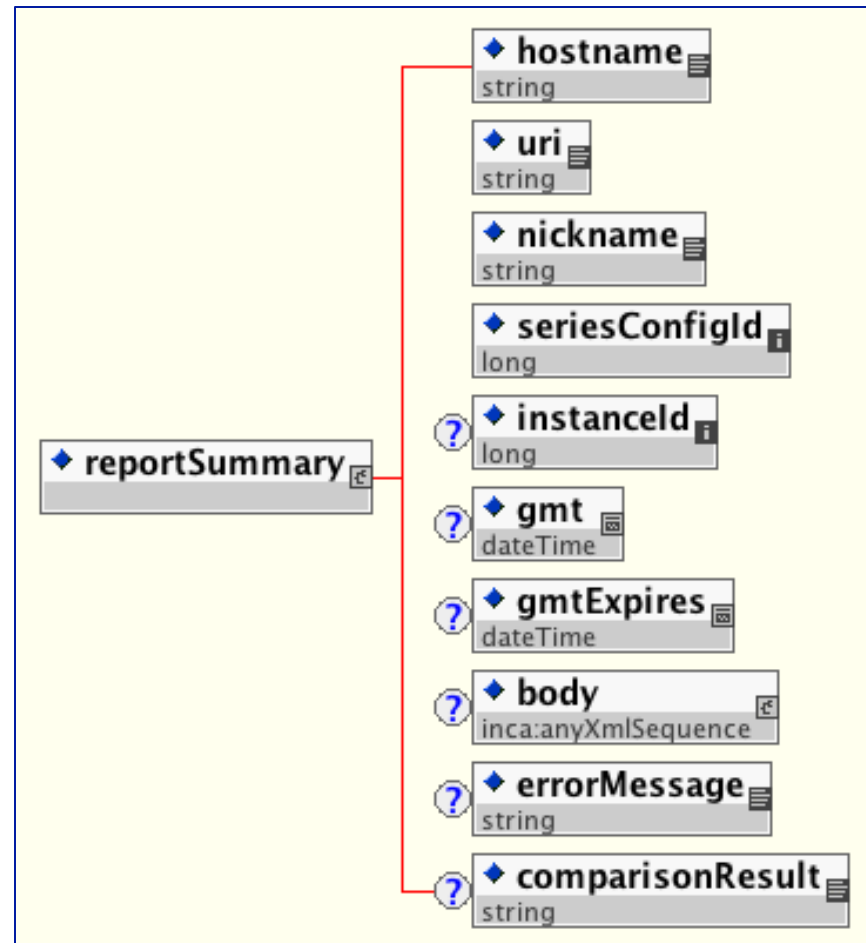 hostname
string
uri
string
nickname
string
seriesConfigId
i
long
? instanceId
i
long
reportSummary
? gmt
dateTime
? gmtExpires
dateTime
? body
inca:anyXmlSequence
? errorMessage
string
? comparisonResult
string